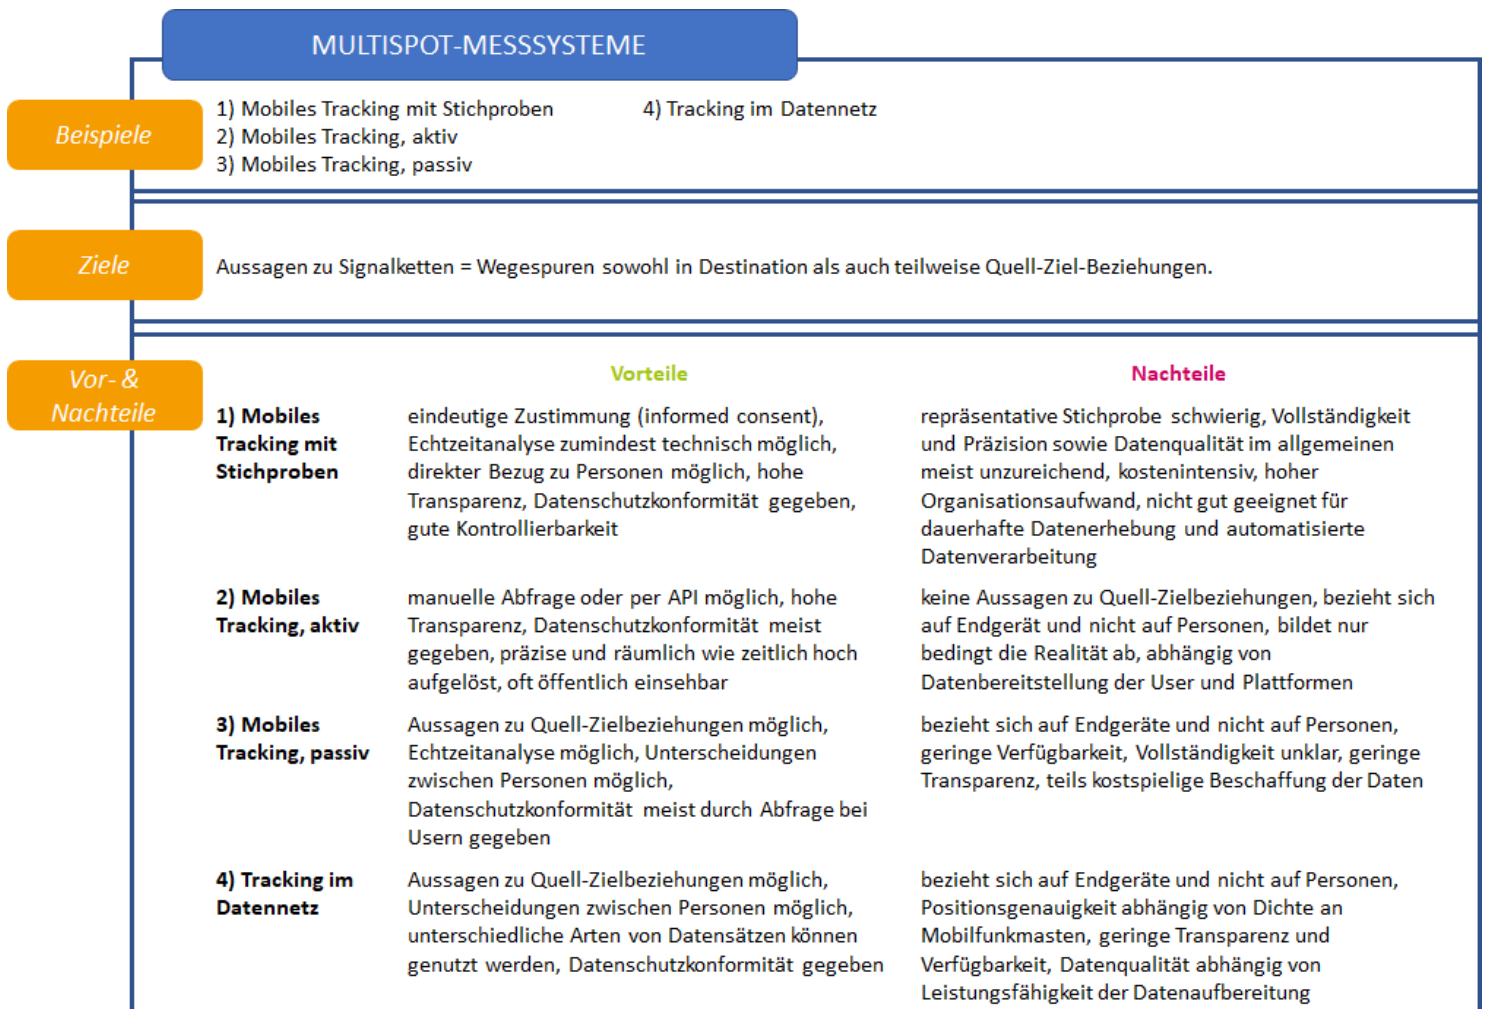 MULTISPOT-MESSSYSTEME
Beispiele
1) Mobiles Tracking mit Stichproben
2) Mobiles Tracking, aktiv
3) Mobiles Tracking, passiv
4) Tracking im Datennetz
Ziele
Aussagen zu Signalketten = Wegespuren sowohl in Destination als auch teilweise Quell-Ziel-Beziehungen.
Vor- &
Nachteile
Vorteile
Nachteile
1) Mobiles
Tracking mit
Stichproben
eindeutige Zustimmung (informed consent),
Echtzeitanalyse zumindest technisch möglich,
direkter Bezug zu Personen möglich, hohe
Transparenz, Datenschutzkonformität gegeben,
gute Kontrollierbarkeit
repräsentative Stichprobe schwierig, Vollständigkeit
und Präzision sowie Datenqualität im allgemeinen
meist unzureichend, kostenintensiv, hoher
Organisationsaufwand, nicht gut geeignet für
dauerhafte Datenerhebung und automatisierte
Datenverarbeitung
2) Mobiles
Tracking, aktiv
manuelle Abfrage oder per API möglich, hohe
Transparenz, Datenschutzkonformität meist
gegeben, präzise und räumlich wie zeitlich hoch
aufgelöst, oft öffentlich einsehbar
keine Aussagen zu Quell-Zielbeziehungen, bezieht sich
auf Endgerät und nicht auf Personen, bildet nur
bedingt die Realität ab, abhängig von
Datenbereitstellung der User und Plattformen
3) Mobiles
Tracking, passiv
Aussagen zu Quell-Zielbeziehungen möglich,
Echtzeitanalyse möglich, Unterscheidungen
zwischen Personen möglich,
Datenschutzkonformität meist durch Abfrage bei
Usern gegeben
bezieht sich auf Endgeräte und nicht auf Personen,
geringe Verfügbarkeit, Vollständigkeit unklar, geringe
Transparenz, teils kostspielige Beschaffung der Daten
4) Tracking im
Datennetz
Aussagen zu Quell-Zielbeziehungen möglich,
Unterscheidungen zwischen Personen möglich,
unterschiedliche Arten von Datensätzen können
genutzt werden, Datenschutzkonformität gegeben
bezieht sich auf Endgeräte und nicht auf Personen,
Positionsgenauigkeit abhängig von Dichte an
Mobilfunkmasten, geringe Transparenz und
Verfügbarkeit, Datenqualität abhängig von
Leistungsfähigkeit der Datenaufbereitung